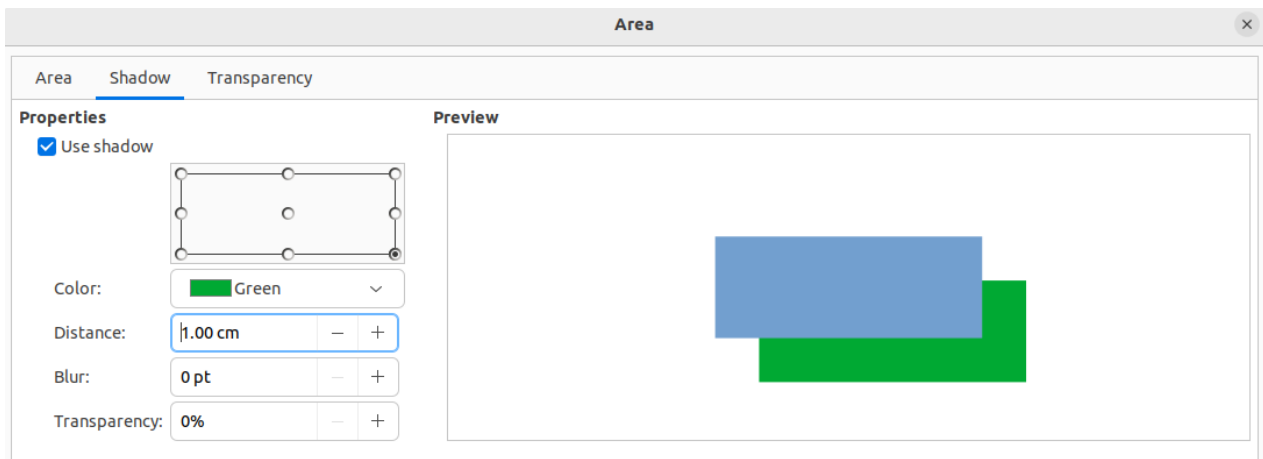 Area
Area Shadow Transparency
Properties
Use shadow
Color: Green
Distance: 1.00 cm
Blur: 0 pt
Transparency: 0%
Preview